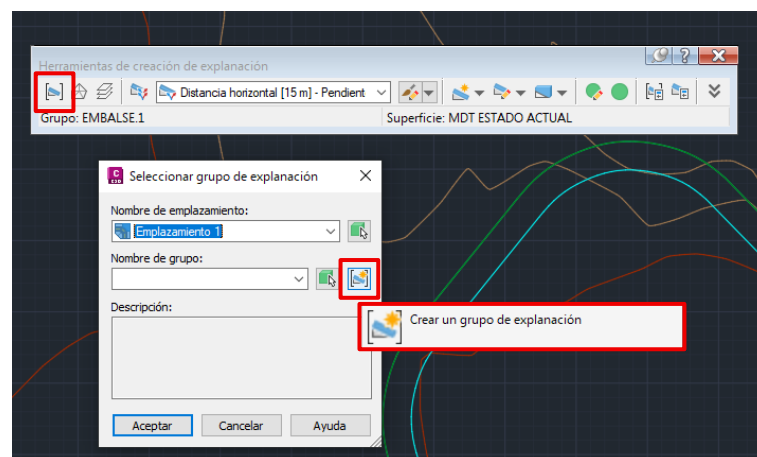 Herramientas de creación de explanación
Distancia horizontal [15 m] - Pendient
Grupo: EMBALSE.1
Superficie: MDT ESTADO ACTUAL
Seleccionar grupo de explanación
Nombre de emplazamiento:
Emplazamiento 1
Nombre de grupo:
Descripción:
Crear un grupo de explanación
Aceptar
Cancelar
Ayuda